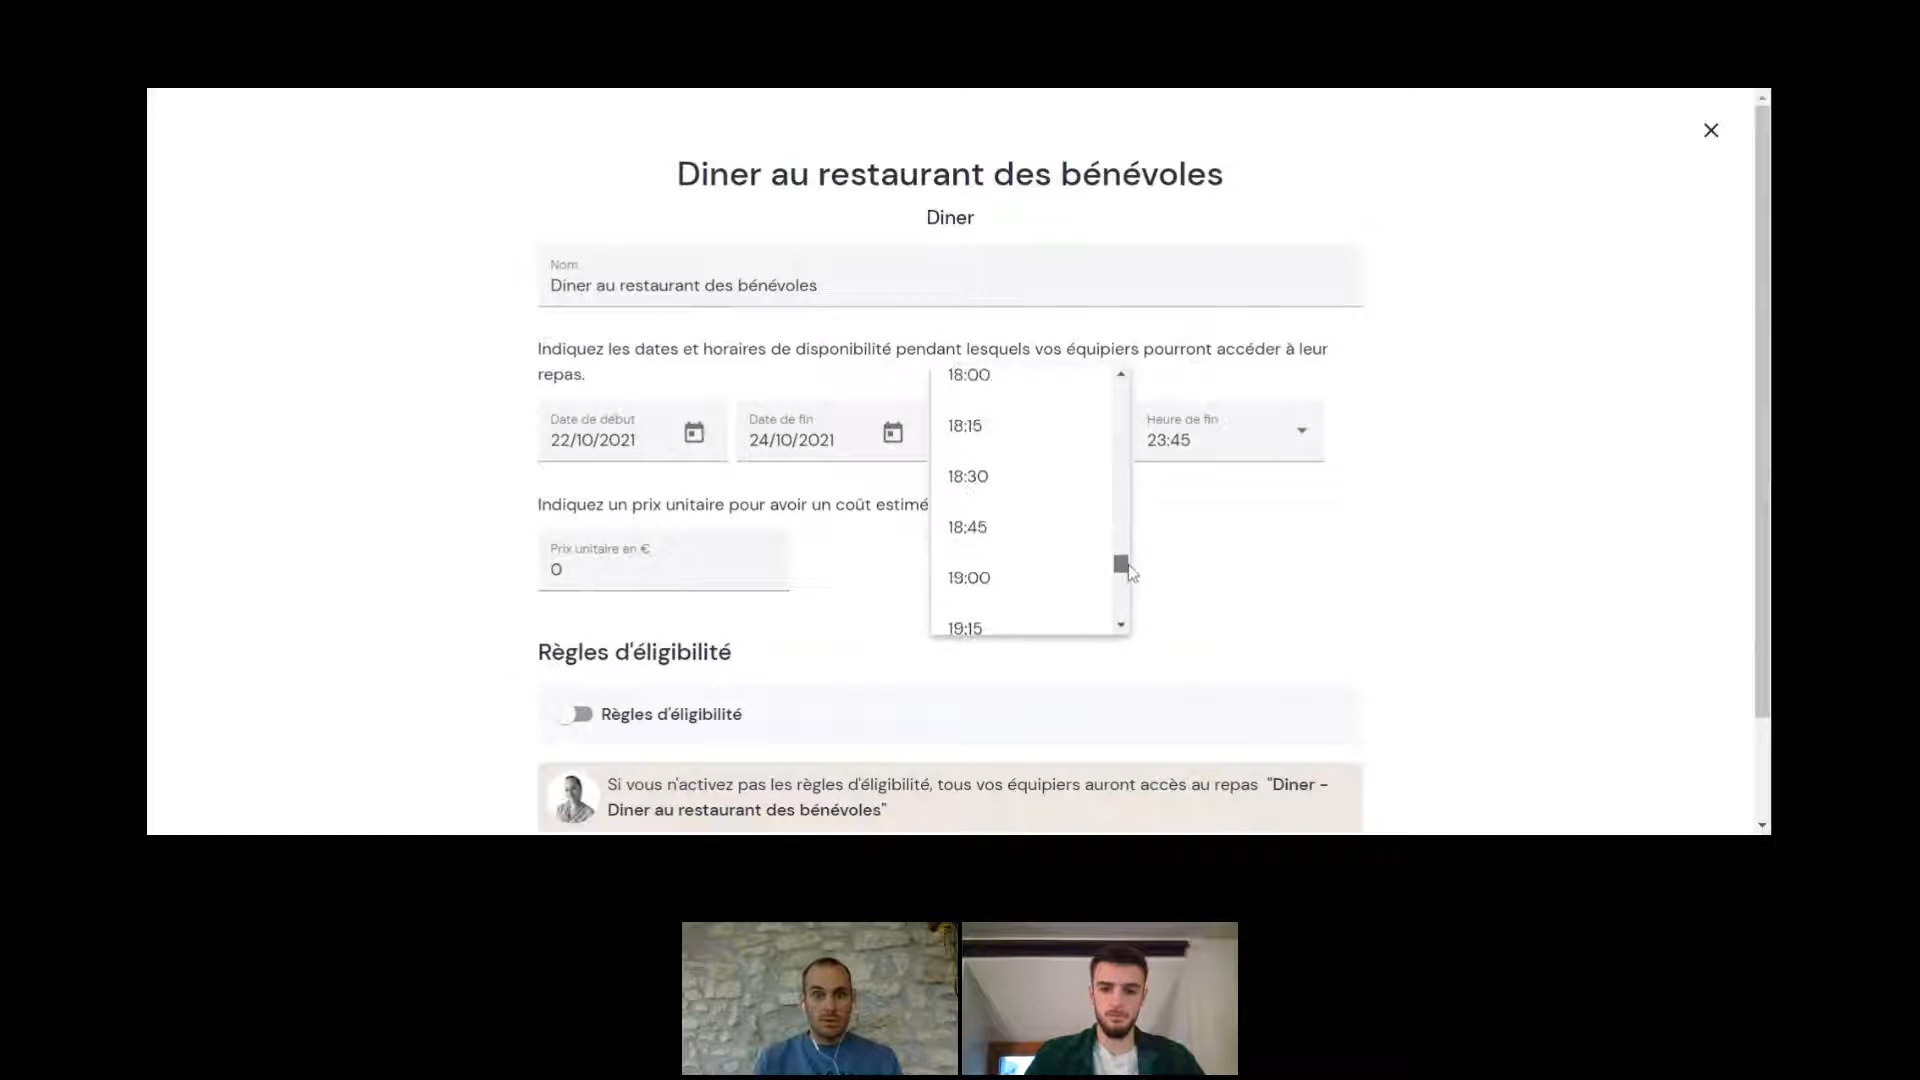 Diner au restaurant des bénévoles
Diner
Nom
Diner au restaurant des bénévoles
Indiquez les dates et horaires de disponibilité pendant lesquels vos équipiers pourront accéder à leur
repas.
Date de début
22/10/2021
Date de fin
24/10/2021
18:00
18:15
18:30
18:45
19:00
19:15
Heure de fin
23:45
Indiquez un prix unitaire pour avoir un coût estimé
Prix unitaire en €
0
Règles d'éligibilité
Règles d'éligibilité
Si vous n'activez pas les règles d'éligibilité, tous vos équipiers auront accès au repas "Diner -
Diner au restaurant des bénévoles"